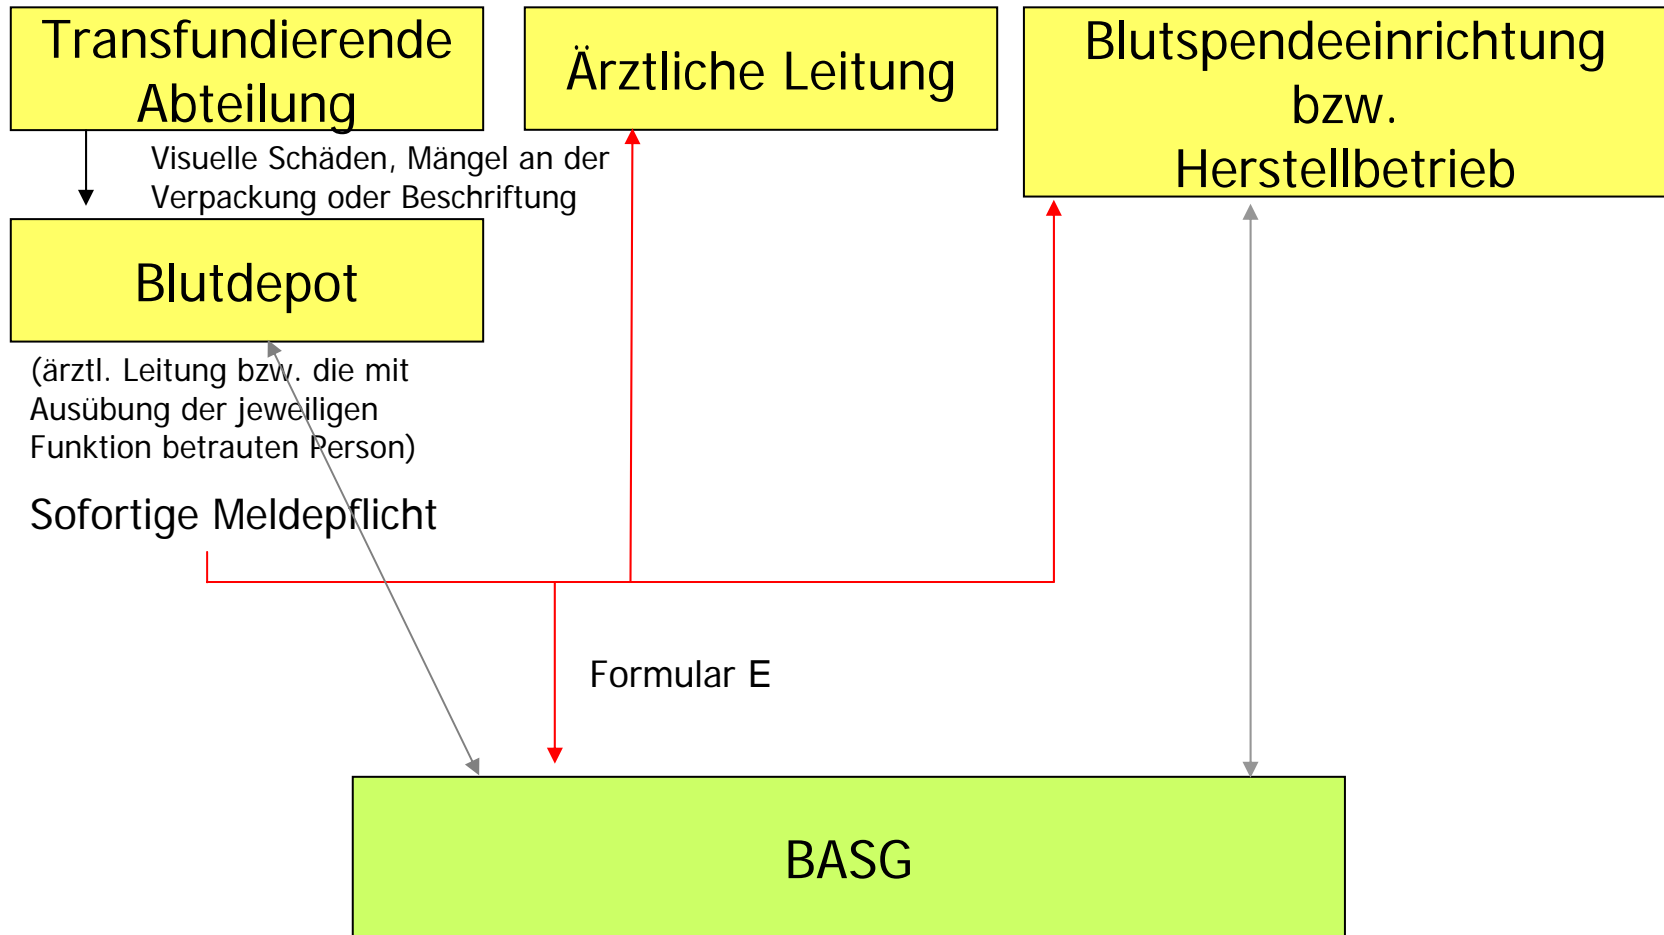 Transfundierende
Abteilung
Ärztliche Leitung
Blutspendeeinrichtung
bzw.
Herstellbetrieb
Visuelle Schäden, Mängel an der
Verpackung oder Beschriftung
Blutdepot
(ärztl. Leitung bzw. die mit
Ausübung der jeweiligen
Funktion betrauten Person)
Sofortige Meldepflicht
Formular E
BASG